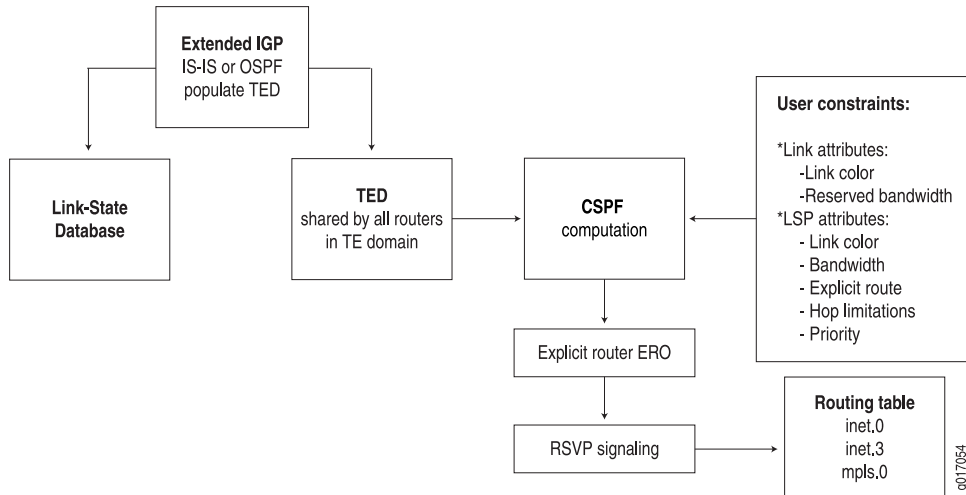 Extended IGP
IS-IS or OSPF
populate TED
Link-State
Database
TED
shared by all routers
in TE domain
CSPF
computation
User constraints:
*Link attributes:
-Link color
-Reserved bandwidth
*LSP attributes:
- Link color
- Bandwidth
- Explicit route
- Hop limitations
- Priority
Explicit router ERO
RSVP signaling
Routing table
inet.0
inet.3
mpls.0
g017054